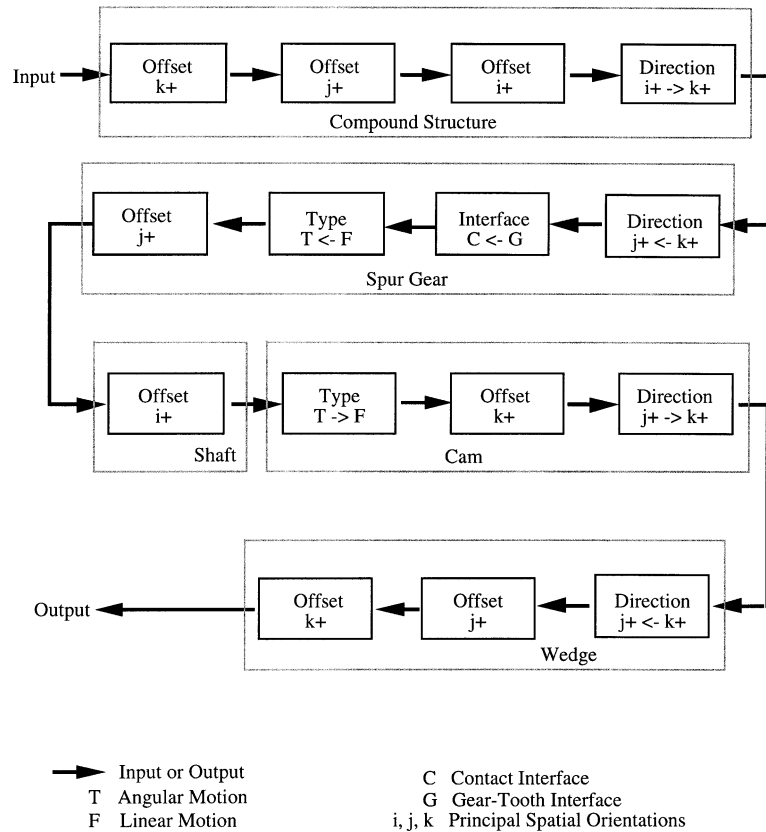 Input
Offset
k+
Offset
j+
Offset
i+
Direction
i+ -> k+
Compound Structure
Offset
j+
Type
T <- F
Interface
C <- G
Direction
j+ <- k+
Spur Gear
Offset
i+
Shaft
Type
T -> F
Offset
k+
Direction
j+ -> k+
Cam
Output
Offset
k+
Offset
j+
Direction
j+ <- k+
Wedge
Input or Output
T Angular Motion
F Linear Motion
C Contact Interface
G Gear-Tooth Interface
i, j, k Principal Spatial Orientations